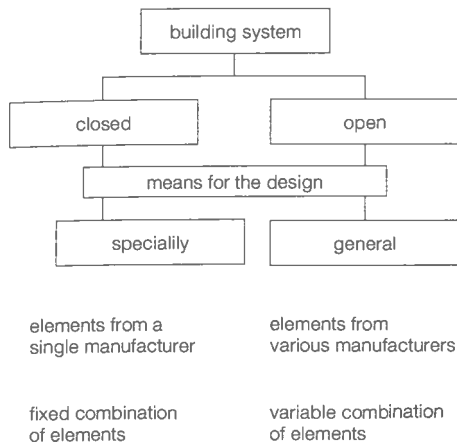 building system
closed
open
means for the design
specialily
general
elements from a
single manufacturer
elements from
various manufacturers
fixed combination
of elements
variable combination
of elements